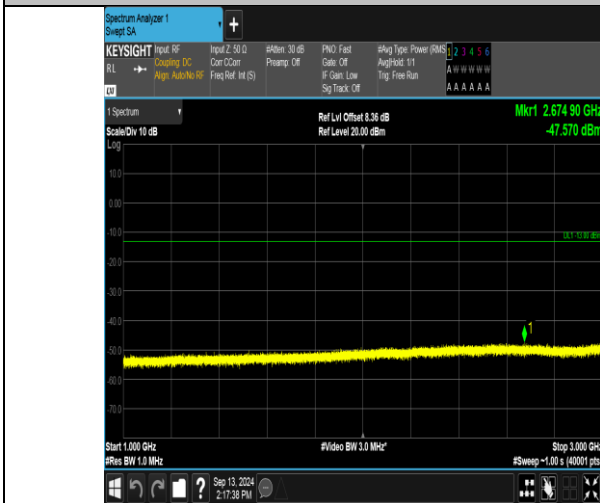 Spectrum Analyzer 1
Swept SA
+
KEYSIGHT
RL
Input: RF
Coupling: DC
Align: Auto/No RF
Input Z: 50 Ω
Corr CCorr
Freq Ref: Int (S)
#Atten: 30 dB
Preamp: Off
PNO: Fast
Gate: Off
IF Gain: Low
Sig Track: Off
#Avg Type: Power (RMS
Avg|Hold: 1/1
Trig: Free Run
1 2 3 4 5 6
A W W W W W
A A A A A A
1 Spectrum
Scale/Div 10 dB
Log
Ref Lvl Offset 8.36 dB
Ref Level 20.00 dBm
Mkr1 2.674 90 GHz
-47.570 dBm
10.0
0.00
-10.0
-20.0
-30.0
-40.0
-60.0
-70.0
DL1 -13.00 dBm
1
Start 1.000 GHz
#Res BW 1.0 MHz
#Video BW 3.0 MHz*
Stop 3.000 GHz
#Sweep ~1.00 s (40001 pts
?
Sep 13, 2024
2:17:38 PM